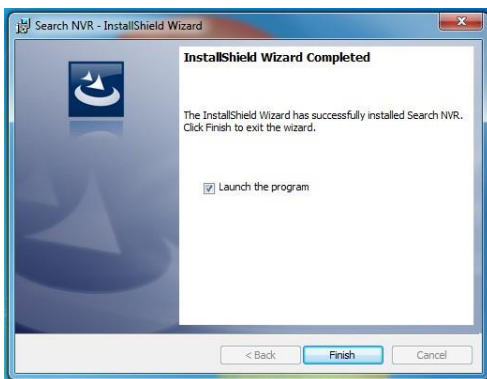 Search NVR - InstallShield Wizard
InstallShield Wizard Completed
The InstallShield Wizard has successfully installed Search NVR.
Click Finish to exit the wizard.
Launch the program
< Back
Finish
Cancel